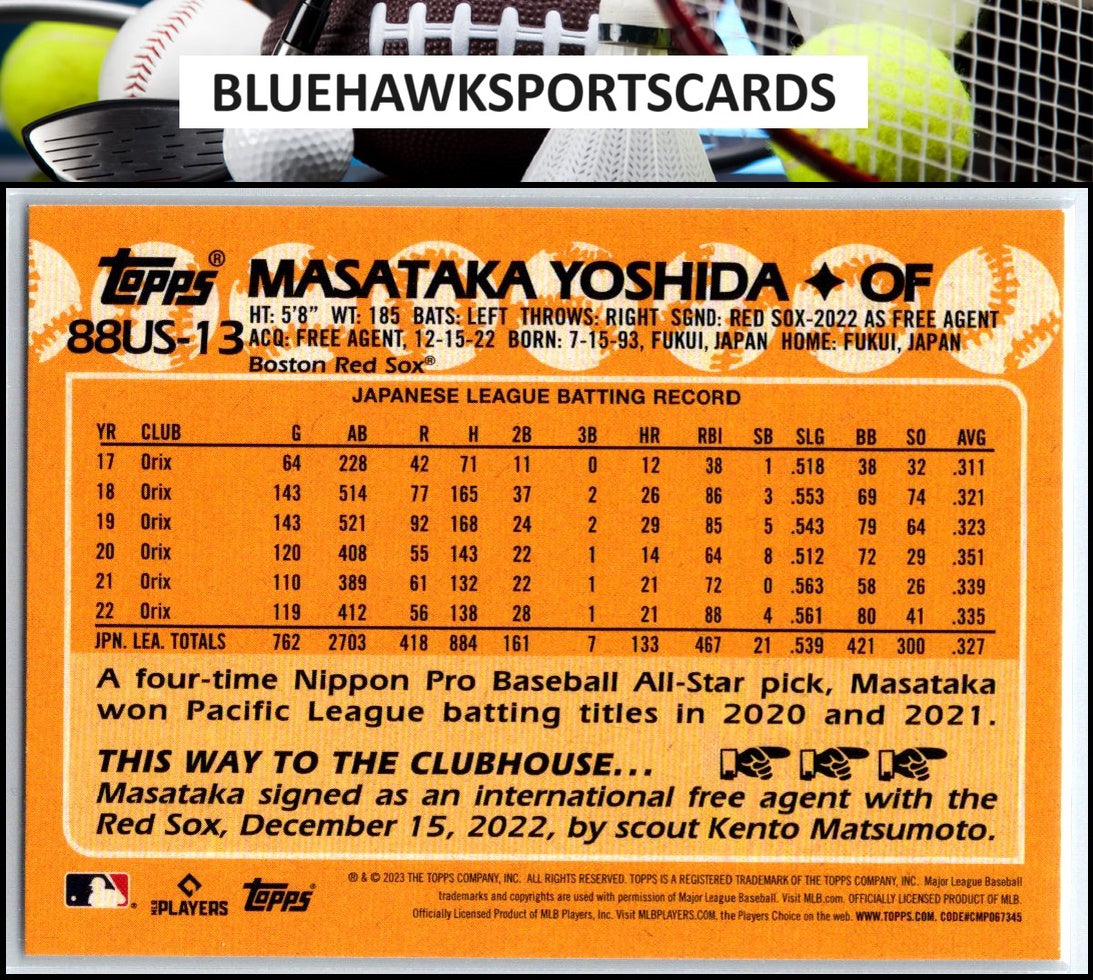 BLUEHAWKSPORTSCARDS
topps®
MASATAKA YOSHIDA ✦ OF
88US-13
HT: 5'8" WT: 185 BATS: LEFT THROWS: RIGHT SGND: RED SOX-2022 AS FREE AGENT
ACQ: FREE AGENT, 12-15-22 BORN: 7-15-93, FUKUI, JAPAN HOME: FUKUI, JAPAN
Boston Red Sox®
JAPANESE LEAGUE BATTING RECORD
YR CLUB G AB R H 2B 3B HR RBI SB SLG BB SO AVG
17 Orix 64 228 42 71 11 0 12 38 1 .518 38 32 .311
18 Orix 143 514 77 165 37 2 26 86 3 .553 69 74 .321
19 Orix 143 521 92 168 24 2 29 85 5 .543 79 64 .323
20 Orix 120 408 55 143 22 1 14 64 8 .512 72 29 .351
21 Orix 110 389 61 132 22 1 21 72 0 .563 58 26 .339
22 Orix 119 412 56 138 28 1 21 88 4 .561 80 41 .335
JPN. LEA. TOTALS 762 2703 418 884 161 7 133 467 21 .539 421 300 .327
A four-time Nippon Pro Baseball All-Star pick, Masataka
won Pacific League batting titles in 2020 and 2021.
THIS WAY TO THE CLUBHOUSE...
Masataka signed as an international free agent with the
Red Sox, December 15, 2022, by scout Kento Matsumoto.
® & © 2023 THE TOPPS COMPANY, INC. ALL RIGHTS RESERVED. TOPPS IS A REGISTERED TRADEMARK OF THE TOPPS COMPANY, INC. Major League Baseball
trademarks and copyrights are used with permission of Major League Baseball. Visit MLB.com. OFFICIALLY LICENSED PRODUCT OF MLB.
Officially Licensed Product of MLB Players, Inc. Visit MLBPLAYERS.COM, the Players Choice on the web. WWW.TOPPS.COM. CODE#CMP067345
MLB PLAYERS
topps®